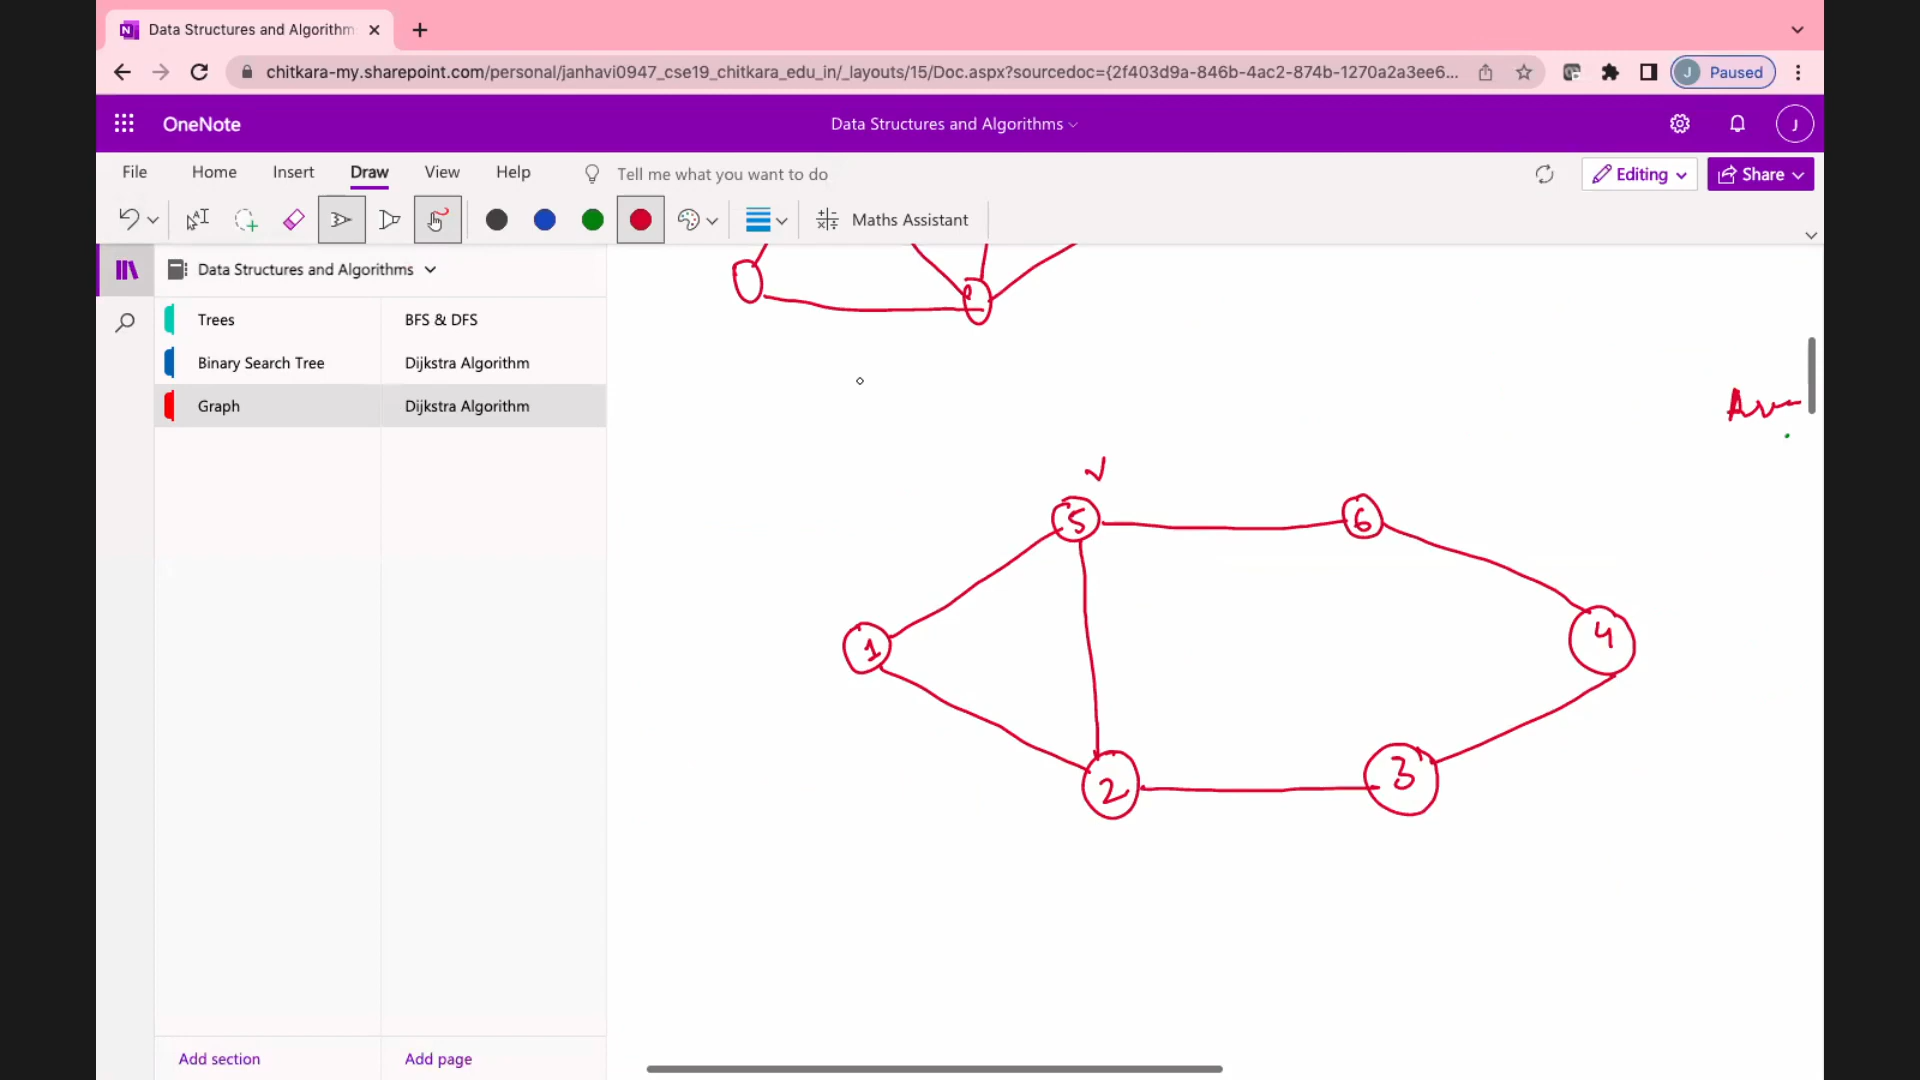 Data Structures and Algorithm
chitkara-my.sharepoint.com/personal/janhavi0947_cse19_chitkara_edu_in/_layouts/15/Doc.aspx?sourcedoc={2f403d9a-846b-4ac2-874b-1270a2a3ee6...
J Paused
OneNote
Data Structures and Algorithms
J
File Home Insert Draw View Help Tell me what you want to do
Editing Share
Maths Assistant
Data Structures and Algorithms
Trees BFS & DFS
Binary Search Tree Dijkstra Algorithm
Graph Dijkstra Algorithm
5 6
1 4
2 3
Add section Add page